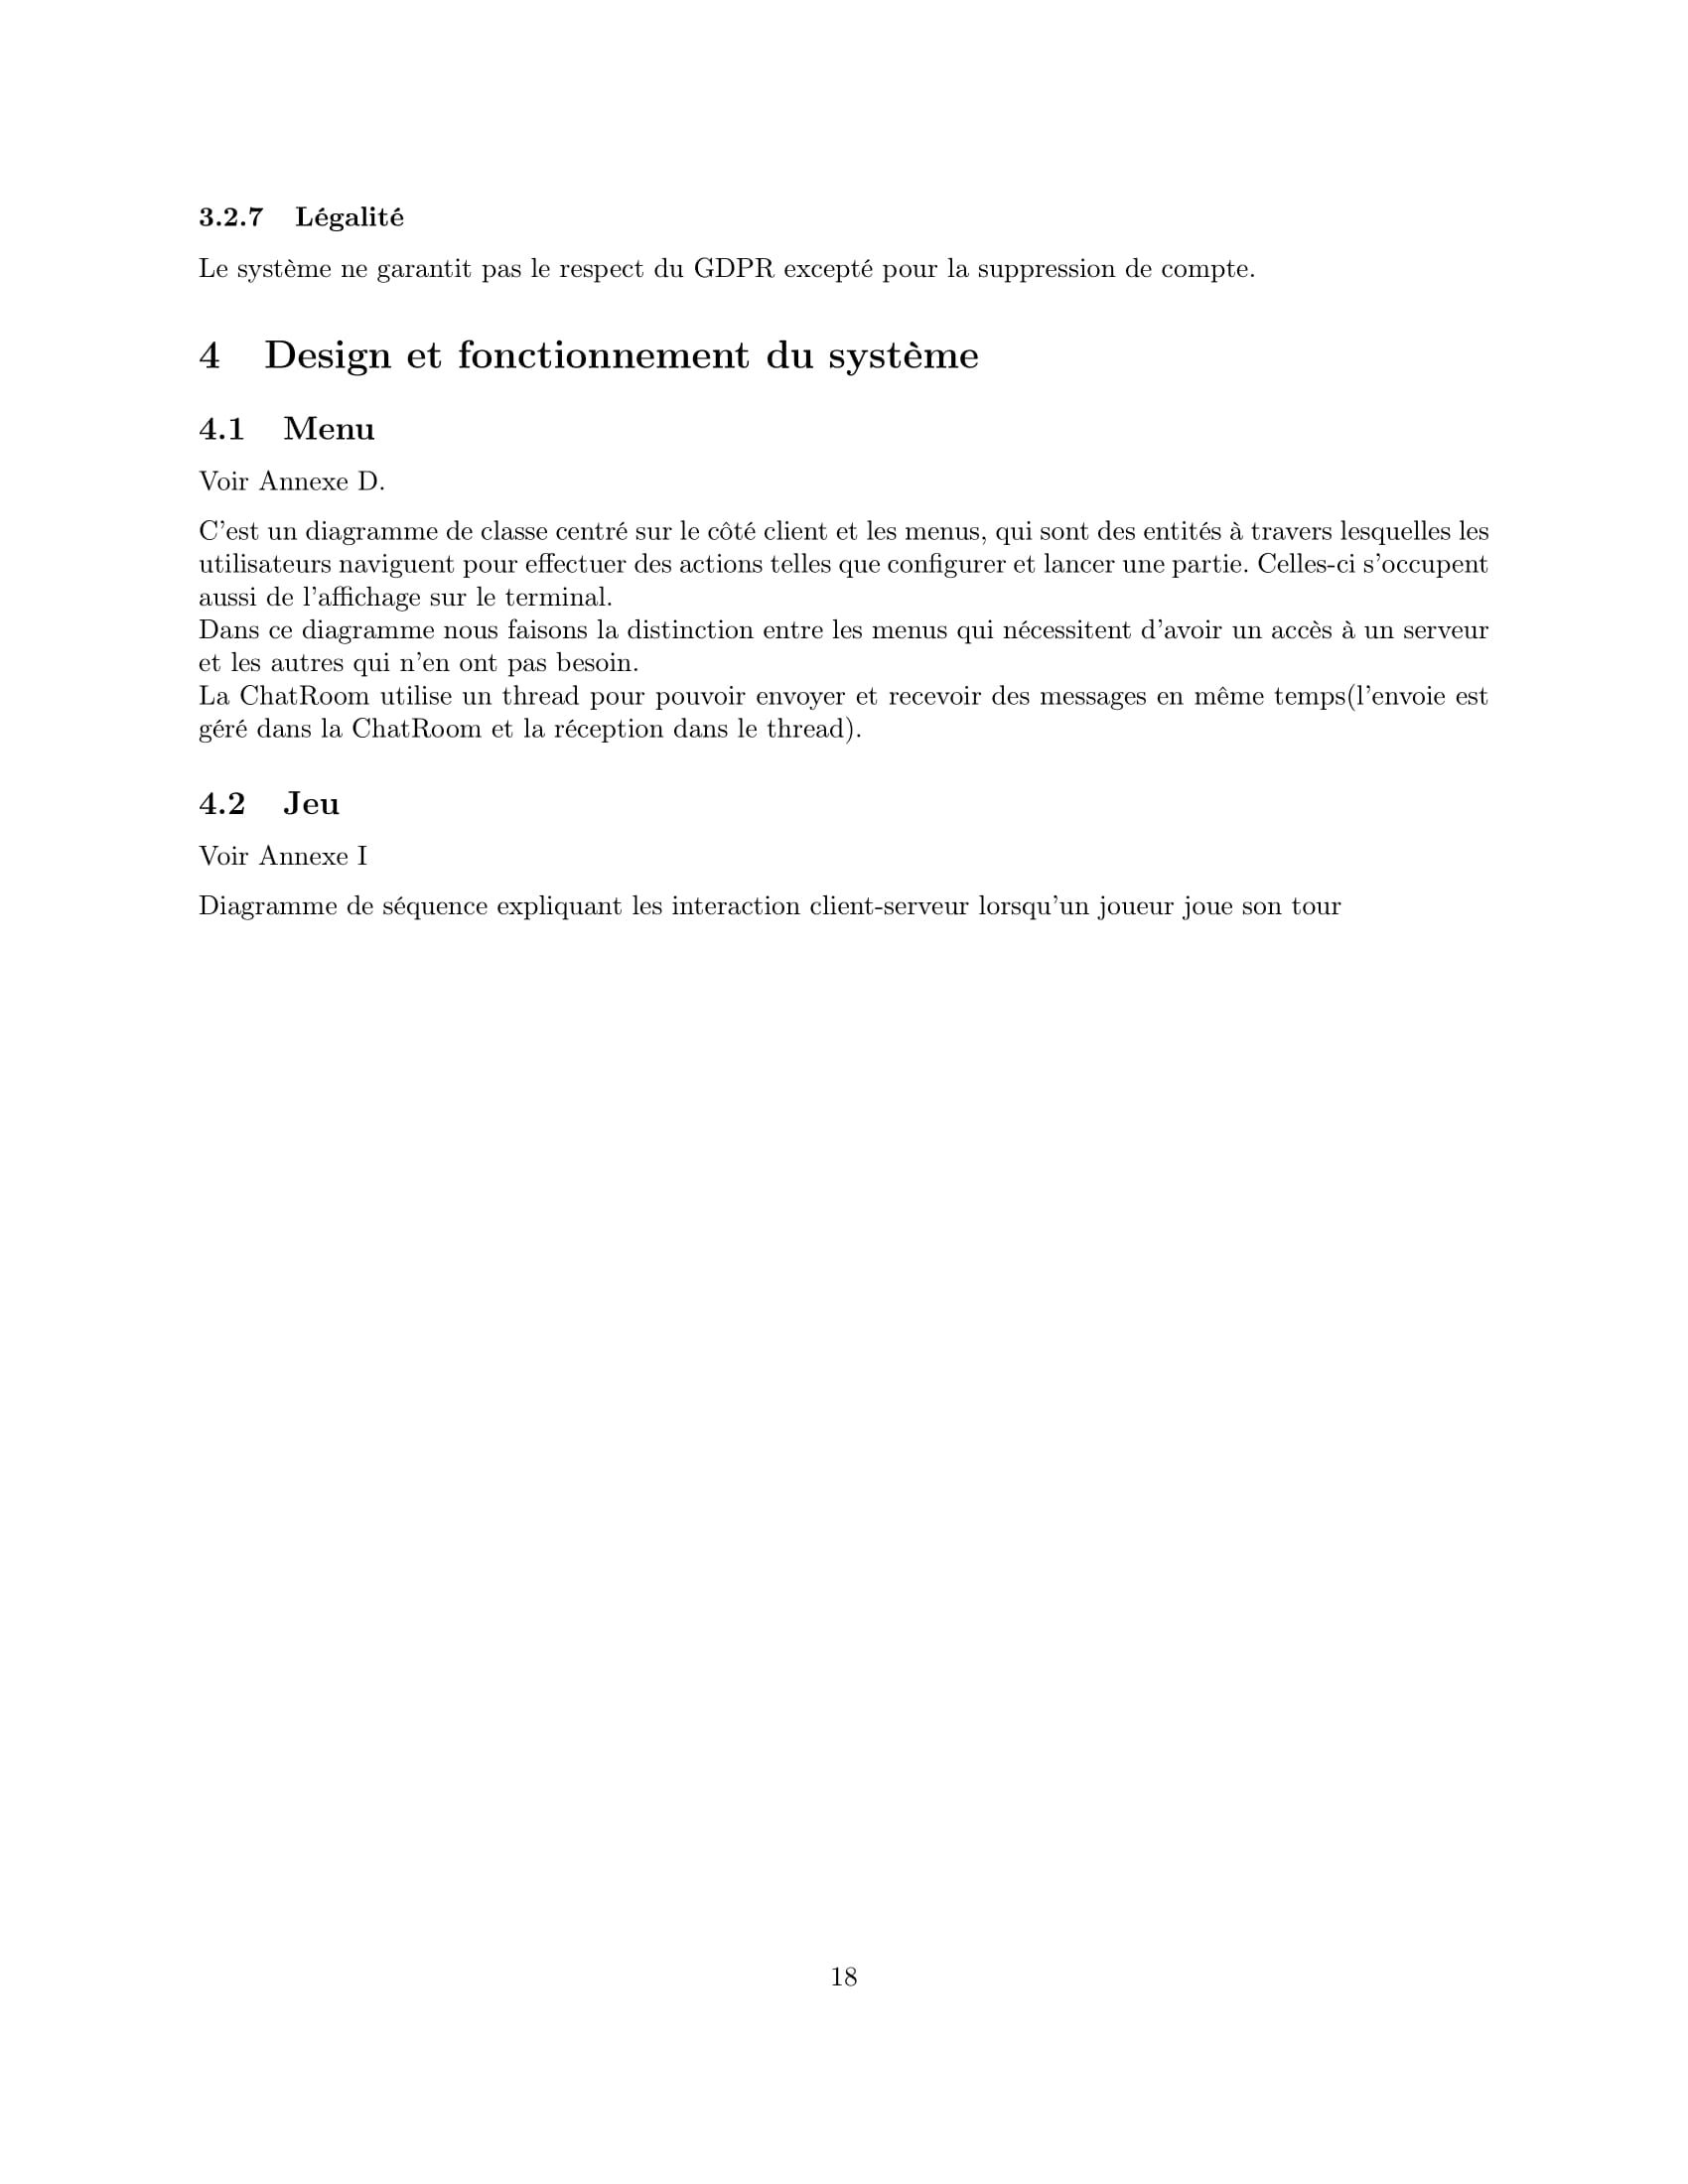 3.2.7 Légalité
Le système ne garantit pas le respect du GDPR excepté pour la suppression de compte.
4 Design et fonctionnement du système
4.1 Menu
Voir Annexe D.
C'est un diagramme de classe centré sur le côté client et les menus, qui sont des entités à travers lesquelles les
utilisateurs naviguent pour effectuer des actions telles que configurer et lancer une partie. Celles-ci s'occupent
aussi de l'affichage sur le terminal.
Dans ce diagramme nous faisons la distinction entre les menus qui nécessitent d'avoir un accès à un serveur
et les autres qui n'en ont pas besoin.
La ChatRoom utilise un thread pour pouvoir envoyer et recevoir des messages en même temps(l'envoie est
géré dans la ChatRoom et la réception dans le thread).
4.2 Jeu
Voir Annexe I
Diagramme de séquence expliquant les interaction client-serveur lorsqu'un joueur joue son tour
18